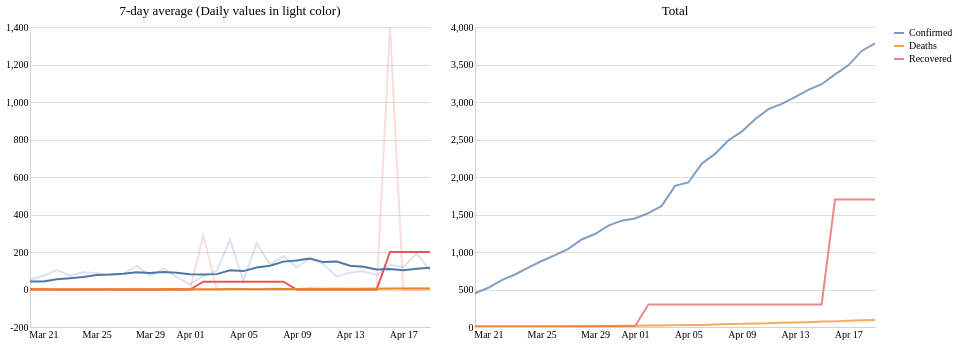 7-day average (Daily values in light color)
1,400
1,200
1,000
800
600
400
200
0
-200
Mar 21 Mar 25 Mar 29 Apr 01 Apr 05 Apr 09 Apr 13 Apr 17
Total
4,000
3,500
3,000
2,500
2,000
1,500
1,000
500
0
Mar 21 Mar 25 Mar 29 Apr 01 Apr 05 Apr 09 Apr 13 Apr 17
Confirmed
Deaths
Recovered